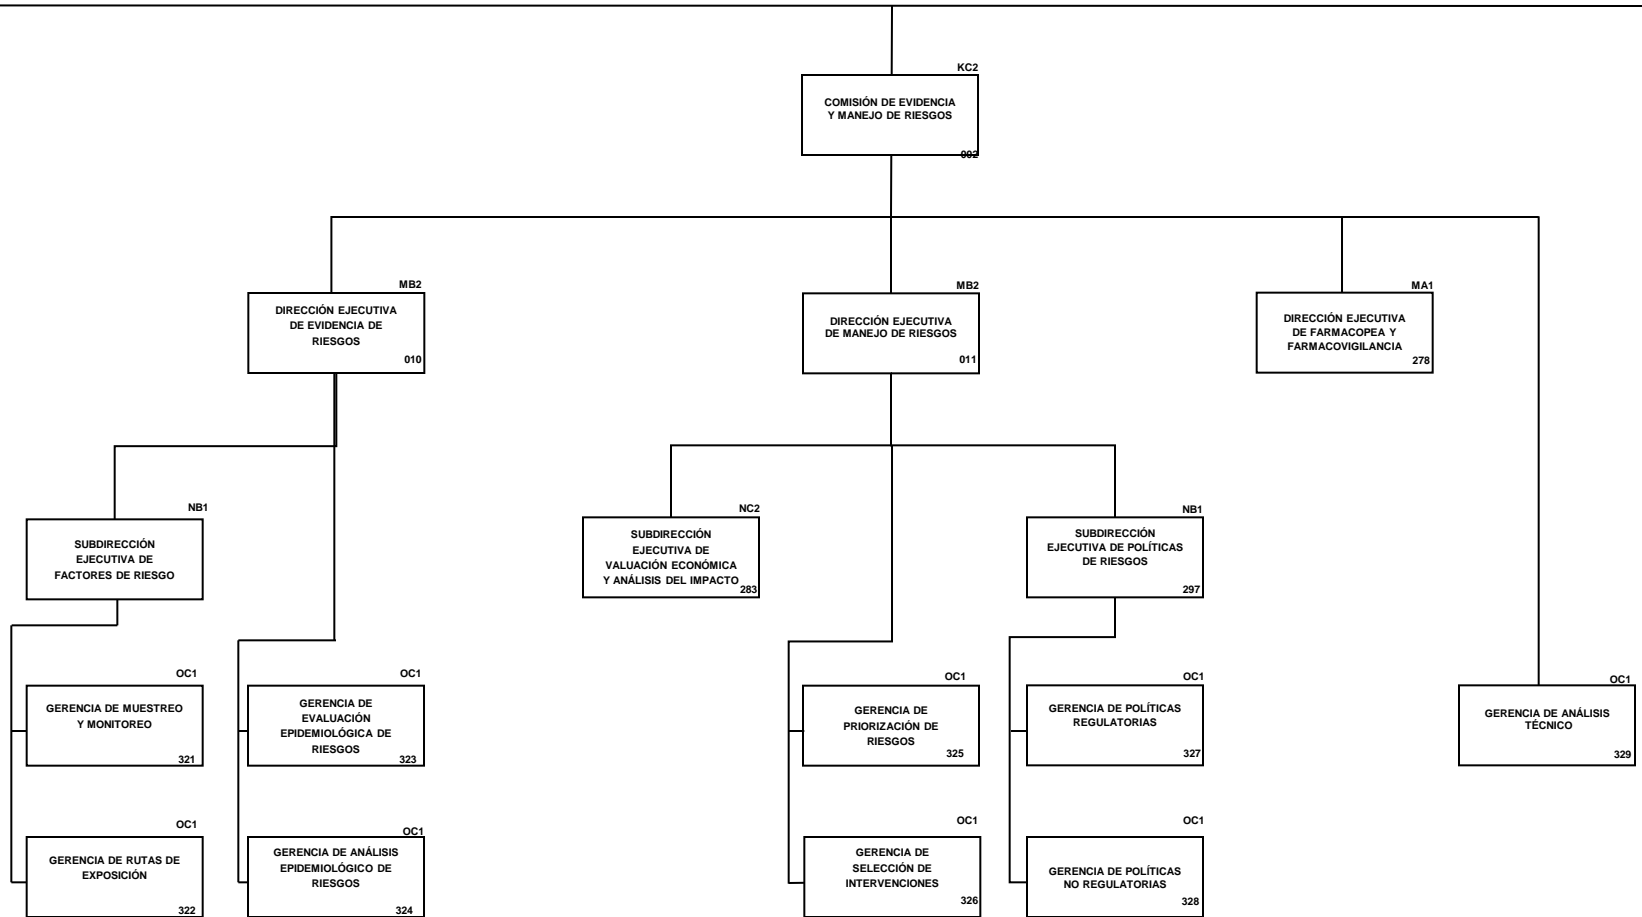 KC2
COMISIÓN DE EVIDENCIA
Y MANEJO DE RIESGOS
002
MB2
DIRECCIÓN EJECUTIVA
DE EVIDENCIA DE
RIESGOS
010
MB2
DIRECCIÓN EJECUTIVA
DE MANEJO DE RIESGOS
011
MA1
DIRECCIÓN EJECUTIVA
DE FARMACOPEA Y
FARMACOVIGILANCIA
278
NB1
SUBDIRECCIÓN
EJECUTIVA DE
FACTORES DE RIESGO
NC2
SUBDIRECCIÓN
EJECUTIVA DE
VALUACIÓN ECONÓMICA
Y ANÁLISIS DEL IMPACTO
283
NB1
SUBDIRECCIÓN
EJECUTIVA DE POLÍTICAS
DE RIESGOS
297
OC1
GERENCIA DE MUESTREO
Y MONITOREO
321
OC1
GERENCIA DE
EVALUACIÓN
EPIDEMIOLÓGICA DE
RIESGOS
323
OC1
GERENCIA DE
PRIORIZACIÓN DE
RIESGOS
325
OC1
GERENCIA DE POLÍTICAS
REGULATORIAS
327
OC1
GERENCIA DE ANÁLISIS
TÉCNICO
329
OC1
GERENCIA DE RUTAS DE
EXPOSICIÓN
322
OC1
GERENCIA DE ANÁLISIS
EPIDEMIOLÓGICO DE
RIESGOS
324
OC1
GERENCIA DE
SELECCIÓN DE
INTERVENCIONES
326
OC1
GERENCIA DE POLÍTICAS
NO REGULATORIAS
328